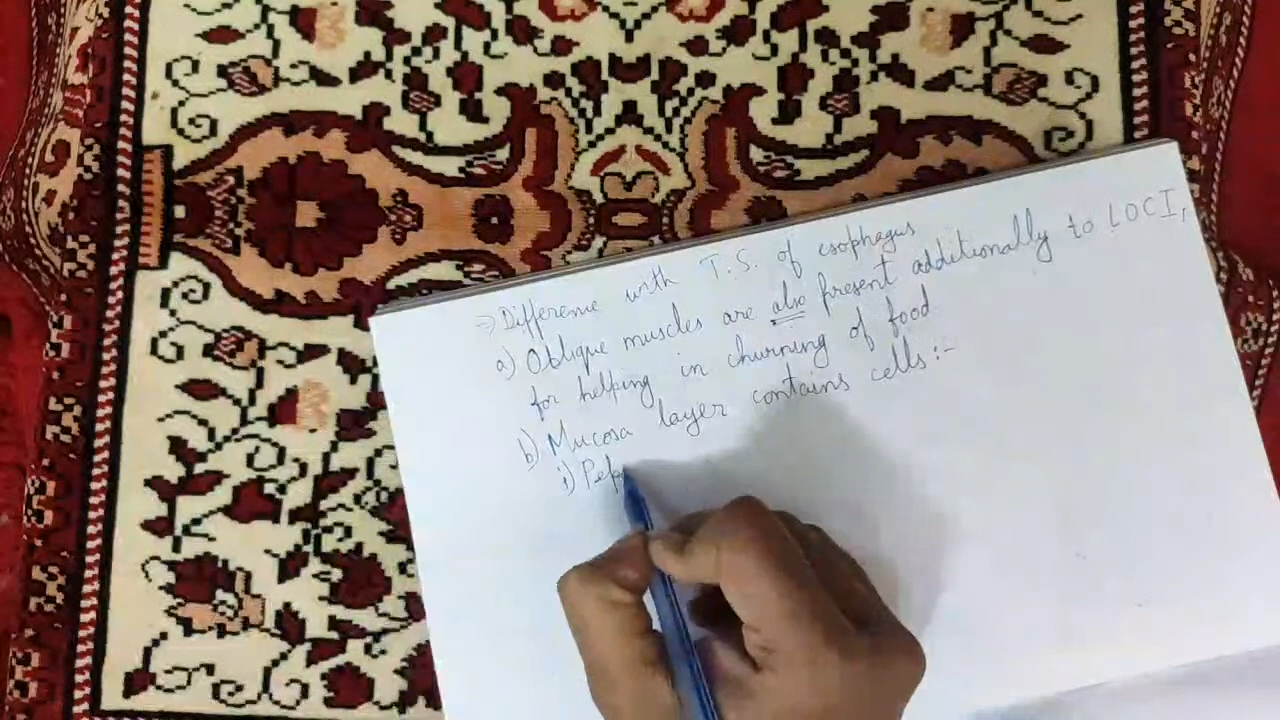 => Difference with T.S. of esophagus
a) Oblique muscles are also present additionally to LOCI,
for helping in churning of food
b) Mucosa layer contains cells:-
i) Pep